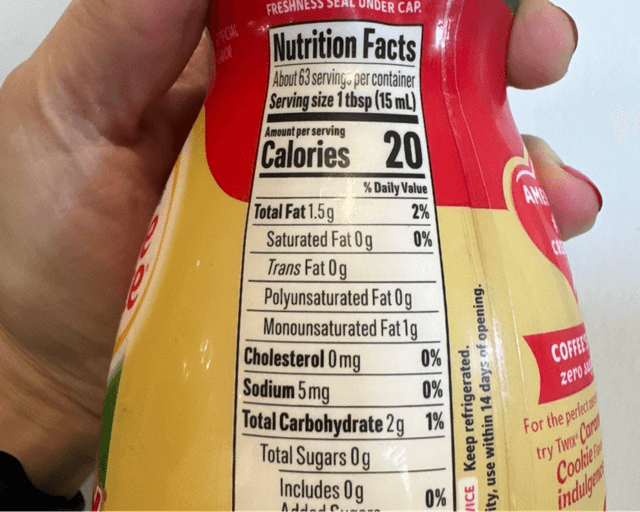 FRESHNESS SEAL UNDER CAP.
Nutrition Facts
About 63 servings per container
Serving size 1 tbsp (15 mL)
Amount per serving
Calories 20
% Daily Value
Total Fat 1.5g 2%
Saturated Fat 0g 0%
Trans Fat 0g
Polyunsaturated Fat 0g
Monounsaturated Fat 1g
Cholesterol 0mg 0%
Sodium 5mg 0%
Total Carbohydrate 2g 1%
Total Sugars 0g
Includes 0g 0%
Keep refrigerated.
use within 14 days of opening.
COFFEE
zero
For the perfect
try Twix
Cookie